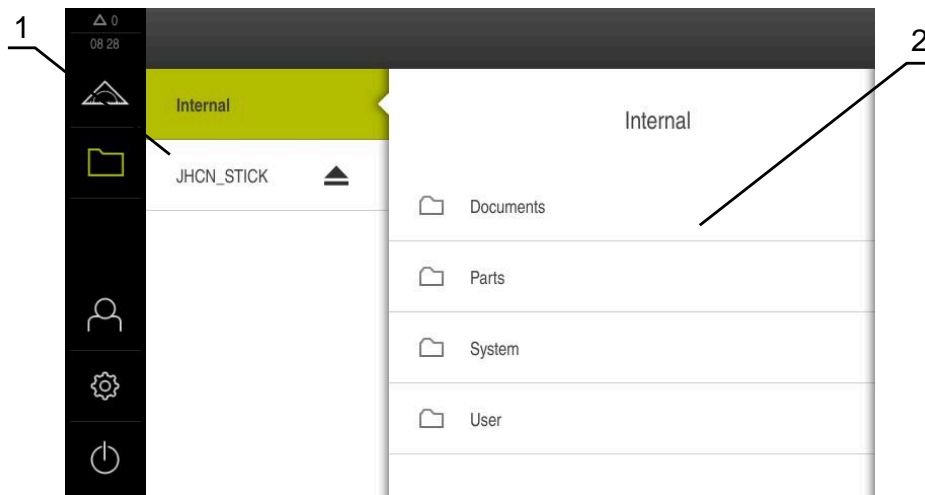 1
0
08 28
2
Internal
Internal
JHCN_STICK
Documents
Parts
System
User